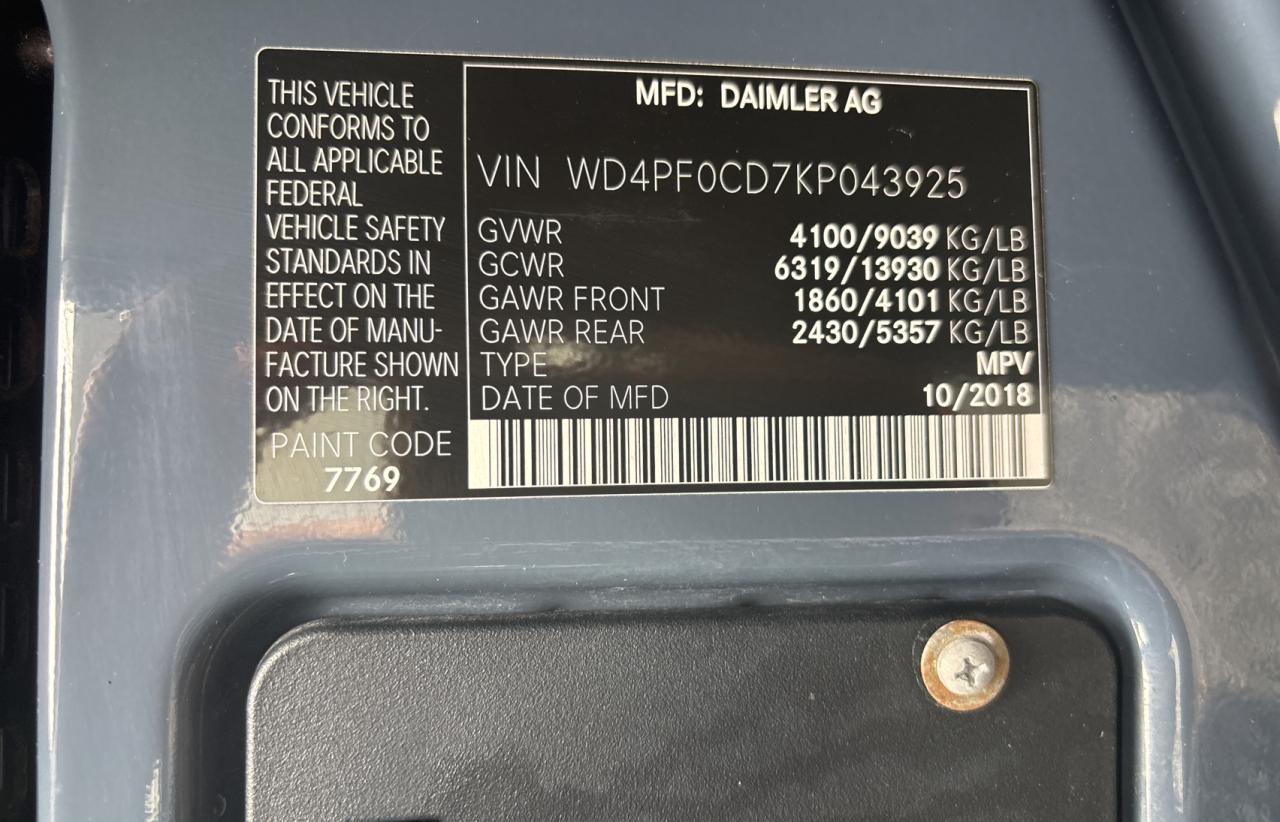 THIS VEHICLE
CONFORMS TO
ALL APPLICABLE
FEDERAL
VEHICLE SAFETY
STANDARDS IN
EFFECT ON THE
DATE OF MANU-
FACTURE SHOWN
ON THE RIGHT.
PAINT CODE
7769
MFD: DAIMLER AG
VIN WD4PF0CD7KP043925
GVWR 4100/9039 KG/LB
GCWR 6319/13930 KG/LB
GAWR FRONT 1860/4101 KG/LB
GAWR REAR 2430/5357 KG/LB
TYPE MPV
DATE OF MFD 10/2018